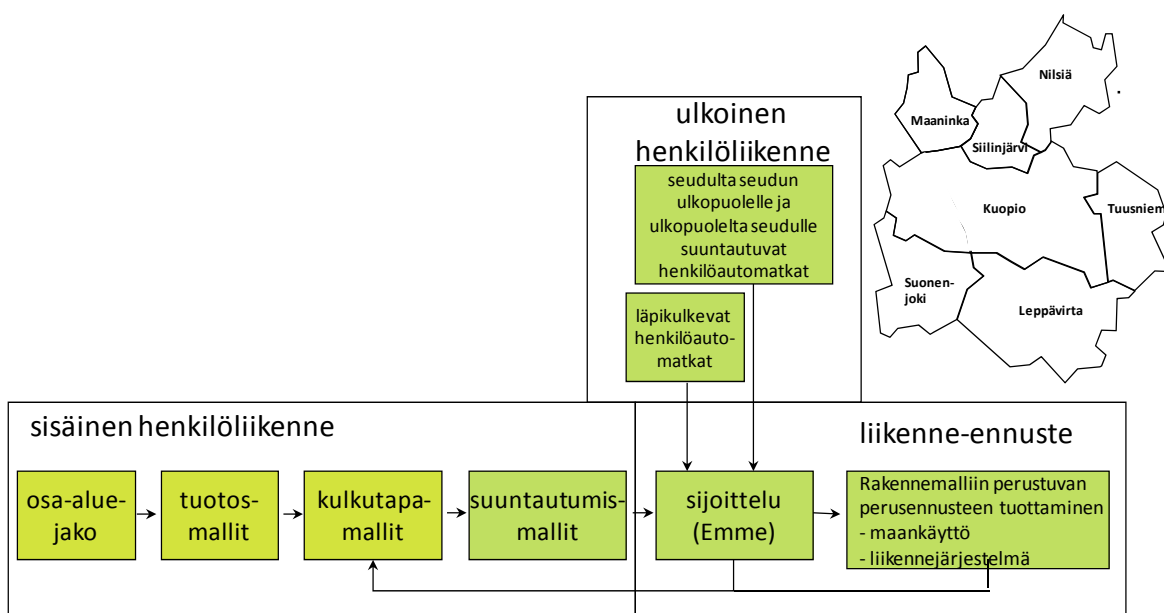 ulkoinen
henkilöliikenne
seudulta seudun
ulkopuolelle ja
ulkopuolelta seudulle
suuntautuvat
henkilöautomatkat
läpikulkevat
henkilöauto-
matkat
Nilsiä
Maaninka
Siilinjärvi
Kuopio
Tuusniem
Suonen-
joki
Leppävirta
sisäinen henkilöliikenne
osa-alue-
jako
tuotos-
mallit
kulkutapa-
mallit
suuntautumis-
mallit
liikenne-ennuste
sijoittelu
(Emme)
Rakennemalliin perustuvan
perusennusteen tuottaminen
- maankäyttö
- liikennejärjestelmä